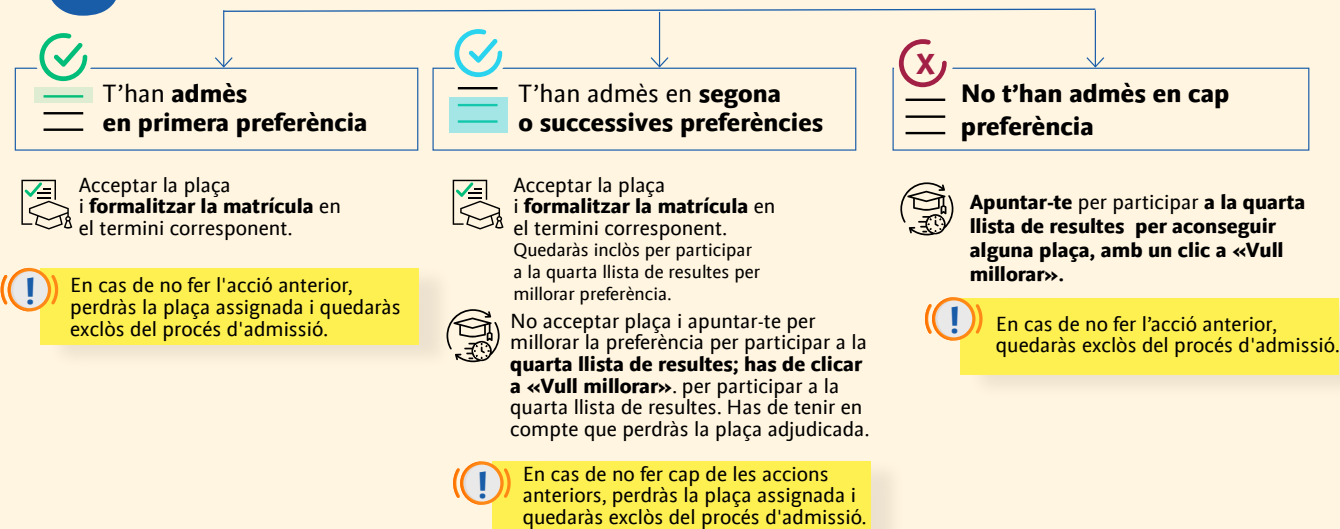 T'han admès
en primera preferència
Acceptar la plaça
i formalitzar la matrícula en
el termini corresponent.
! En cas de no fer l'acció anterior,
perdràs la plaça assignada i quedaràs
exclòs del procés d'admissió.
T'han admès en segona
o successives preferències
Acceptar la plaça
i formalitzar la matrícula en
el termini corresponent.
Quedaràs inclòs per participar
a la quarta llista de resultes per
millorar preferència.
No acceptar plaça i apuntar-te per
millorar la preferència per participar a la
quarta llista de resultes; has de clicar
a «Vull millorar». per participar a la
quarta llista de resultes. Has de tenir en
compte que perdràs la plaça adjudicada.
! En cas de no fer cap de les accions
anteriors, perdràs la plaça assignada i
quedaràs exclòs del procés d'admissió.
X
No t'han admès en cap
preferència
Apuntar-te per participar a la quarta
llista de resultes per aconseguir
alguna plaça, amb un clic a «Vull
millorar».
! En cas de no fer l’acció anterior,
quedaràs exclòs del procés d'admissió.